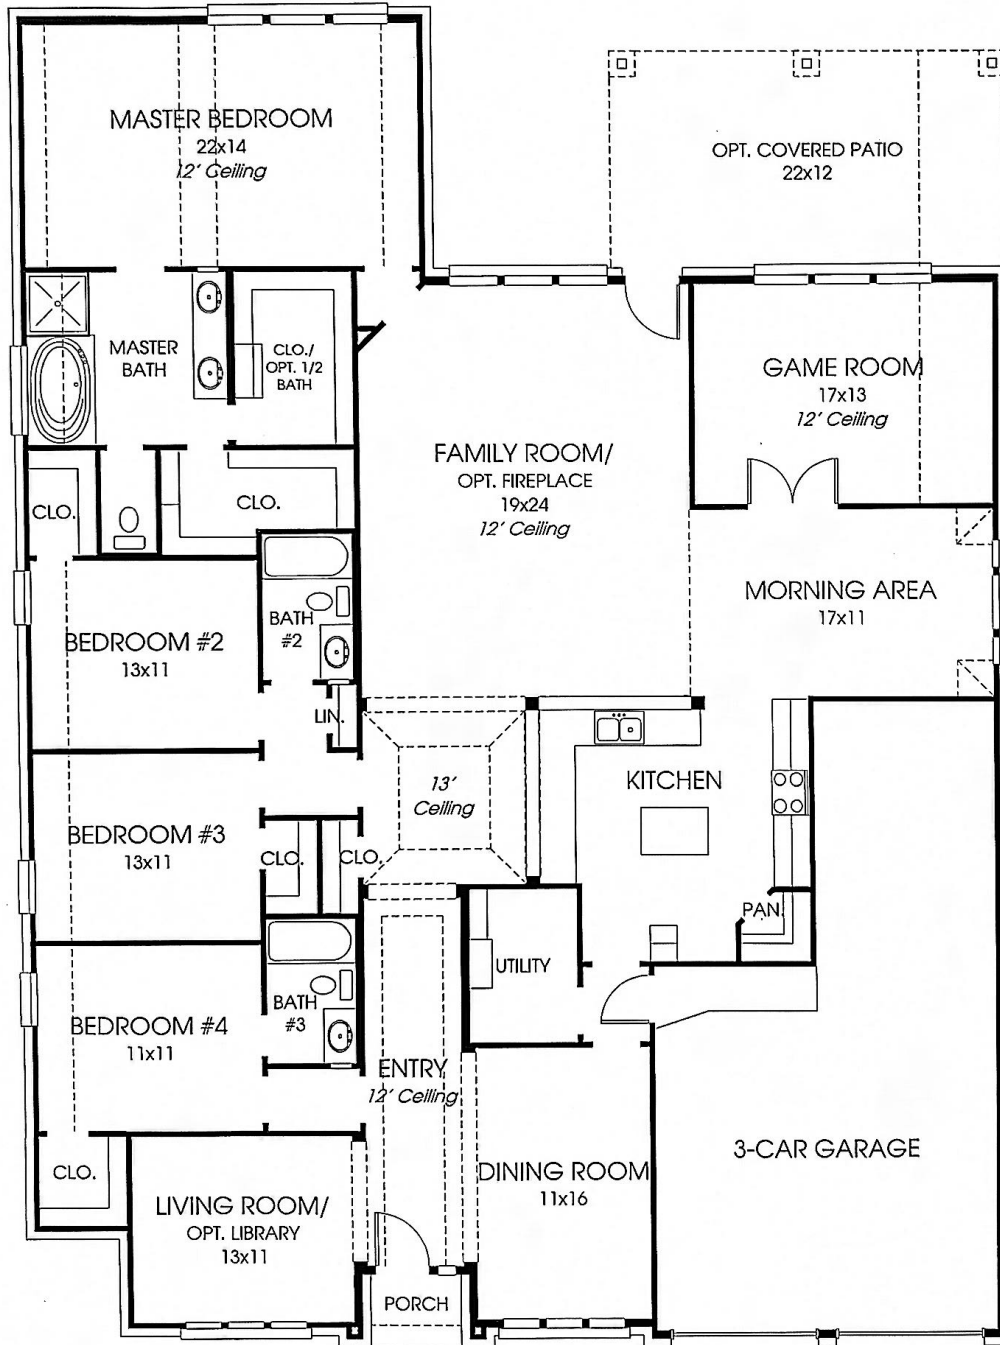 MASTER BEDROOM
22x14
12' Ceiling
OPT. COVERED PATIO
22x12
MASTER
BATH
CLO./
OPT. 1/2
BATH
GAME ROOM
17x13
12' Ceiling
FAMILY ROOM/
OPT. FIREPLACE
19x24
12' Ceiling
CLO.
CLO.
MORNING AREA
17x11
BEDROOM #2
13x11
BATH
#2
LIN.
13'
Ceiling
KITCHEN
BEDROOM #3
13x11
CLO.
CLO.
PAN.
UTILITY
BEDROOM #4
11x11
BATH
#3
ENTRY
12' Ceiling
3-CAR GARAGE
CLO.
DINING ROOM
11x16
LIVING ROOM/
OPT. LIBRARY
13x11
PORCH